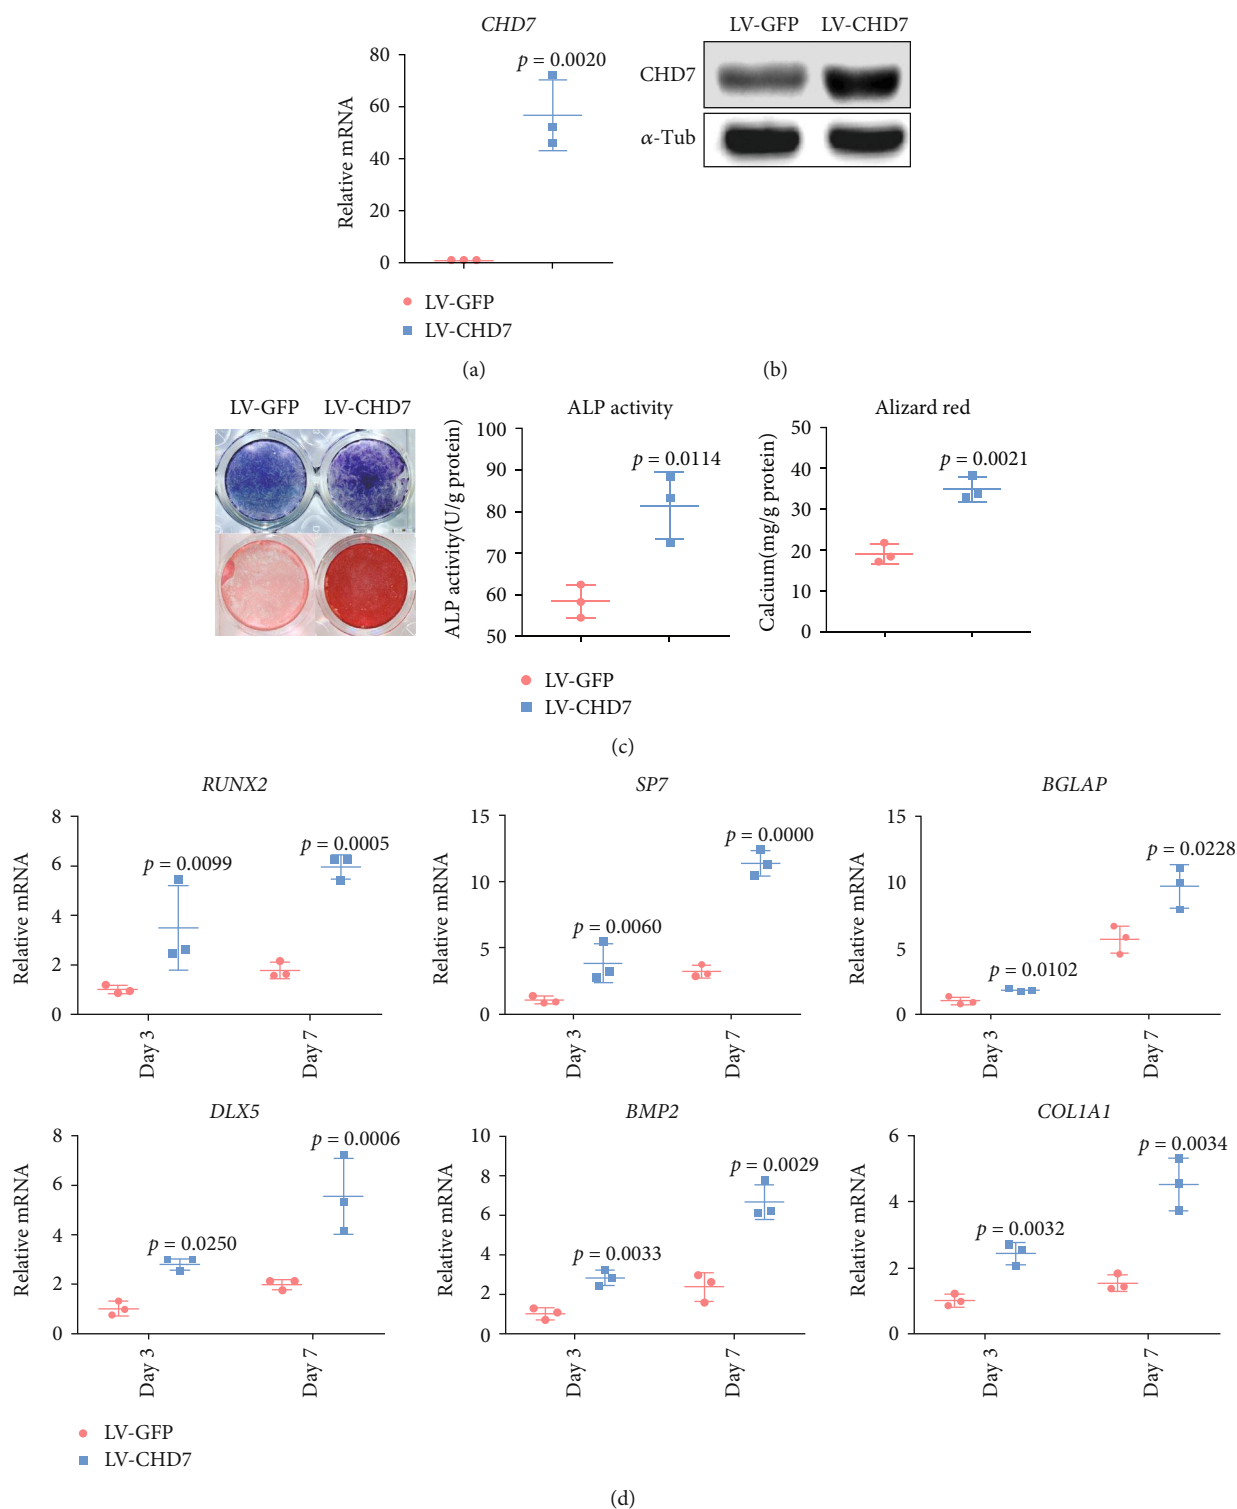 CHD7
Relative mRNA
80
60
40
20
0
p = 0.0020
LV-GFP
LV-CHD7
(a)
LV-GFP LV-CHD7
CHD7
α-Tub
(b)
LV-GFP LV-CHD7
ALP activity
ALP activity(U/g protein)
100
90
80
70
60
50
p = 0.0114
Alizard red
Calcium(mg/g protein)
50
40
30
20
10
0
p = 0.0021
LV-GFP
LV-CHD7
(c)
RUNX2
Relative mRNA
8
6
4
2
0
p = 0.0099
p = 0.0005
Day 3
Day 7
SP7
Relative mRNA
15
10
5
0
p = 0.0060
p = 0.0000
Day 3
Day 7
BGLAP
Relative mRNA
15
10
5
0
p = 0.0102
p = 0.0228
Day 3
Day 7
DLX5
Relative mRNA
8
6
4
2
0
p = 0.0250
p = 0.0006
Day 3
Day 7
BMP2
Relative mRNA
10
8
6
4
2
0
p = 0.0033
p = 0.0029
Day 3
Day 7
COL1A1
Relative mRNA
6
4
2
0
p = 0.0032
p = 0.0034
Day 3
Day 7
LV-GFP
LV-CHD7
(d)